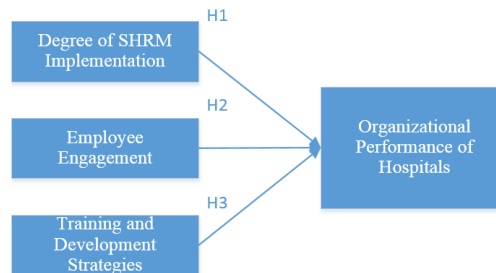 H1
Degree of SHRM
Implementation
H2
Employee
Engagement
H3
Training and
Development
Strategies
Organizational
Performance of
Hospitals